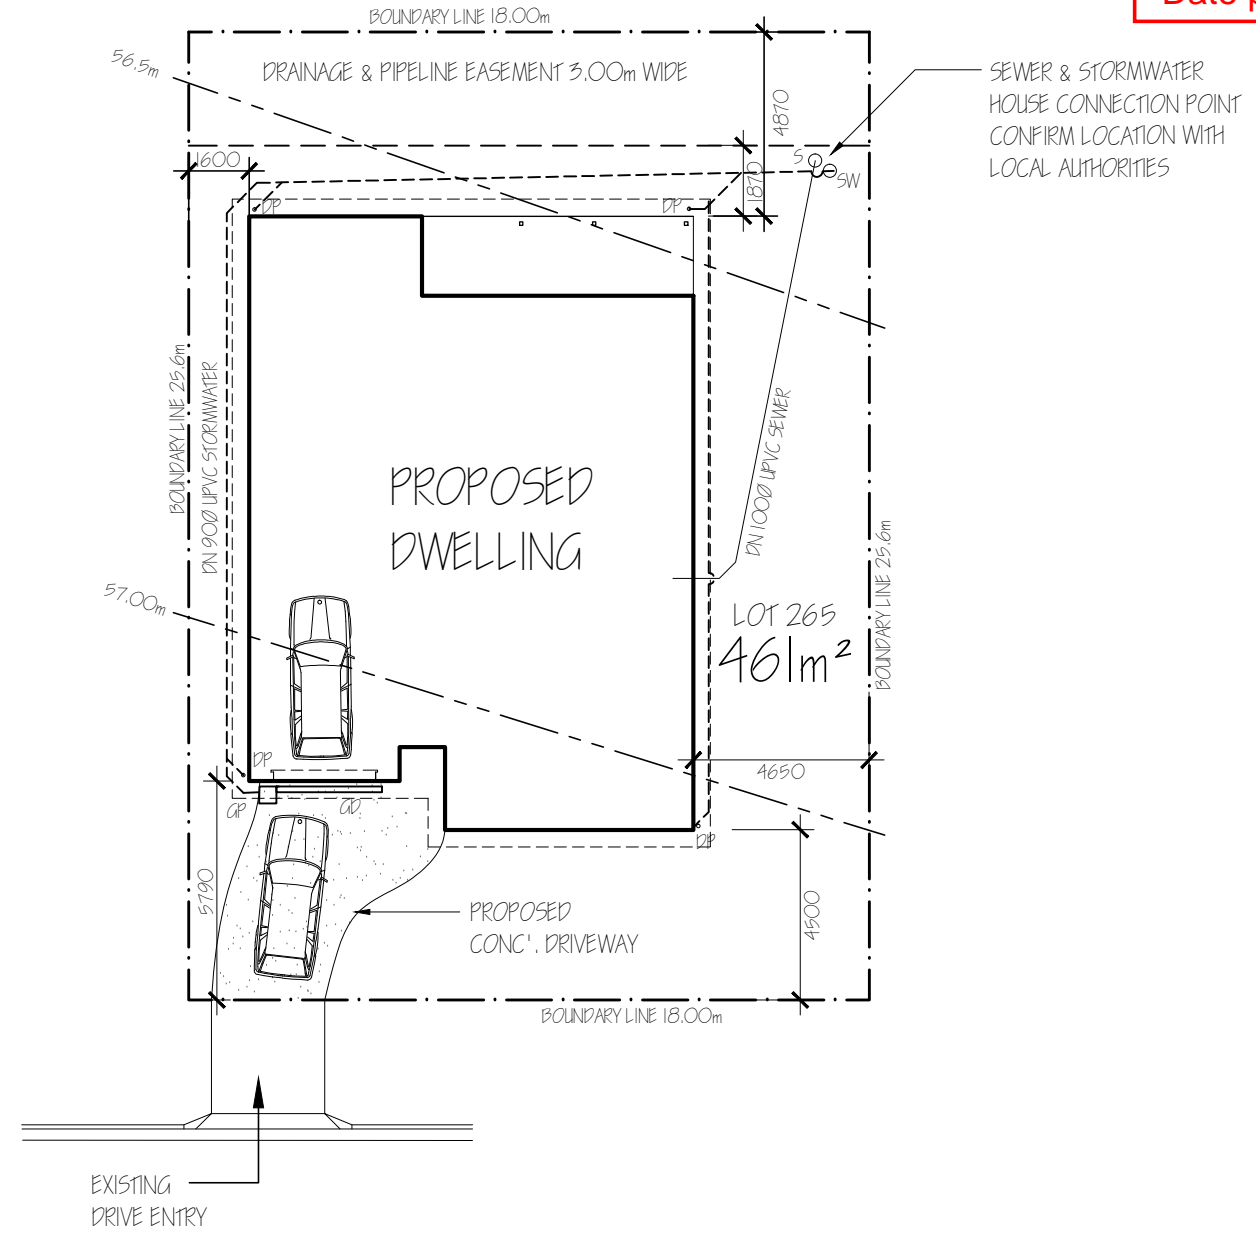 BOUNDARY LINE 18.00m
Date p
56.5m
DRAINAGE & PIPELINE EASEMENT 3.00m WIDE
SEWER & STORMWATER
HOUSE CONNECTION POINT
CONFIRM LOCATION WITH
LOCAL AUTHORITIES
4870
1600
1870
S
SW
DP
DP
BOUNDARY LINE 25.6m
DN 90Ø UPVC STORMWATER
PROPOSED
DWELLING
DN 100Ø UPVC SEWER
BOUNDARY LINE 25.6m
57.00m
LOT 265
461m²
DP
4650
GP
GD
DP
5790
4500
PROPOSED
CONC'. DRIVEWAY
BOUNDARY LINE 18.00m
EXISTING
DRIVE ENTRY